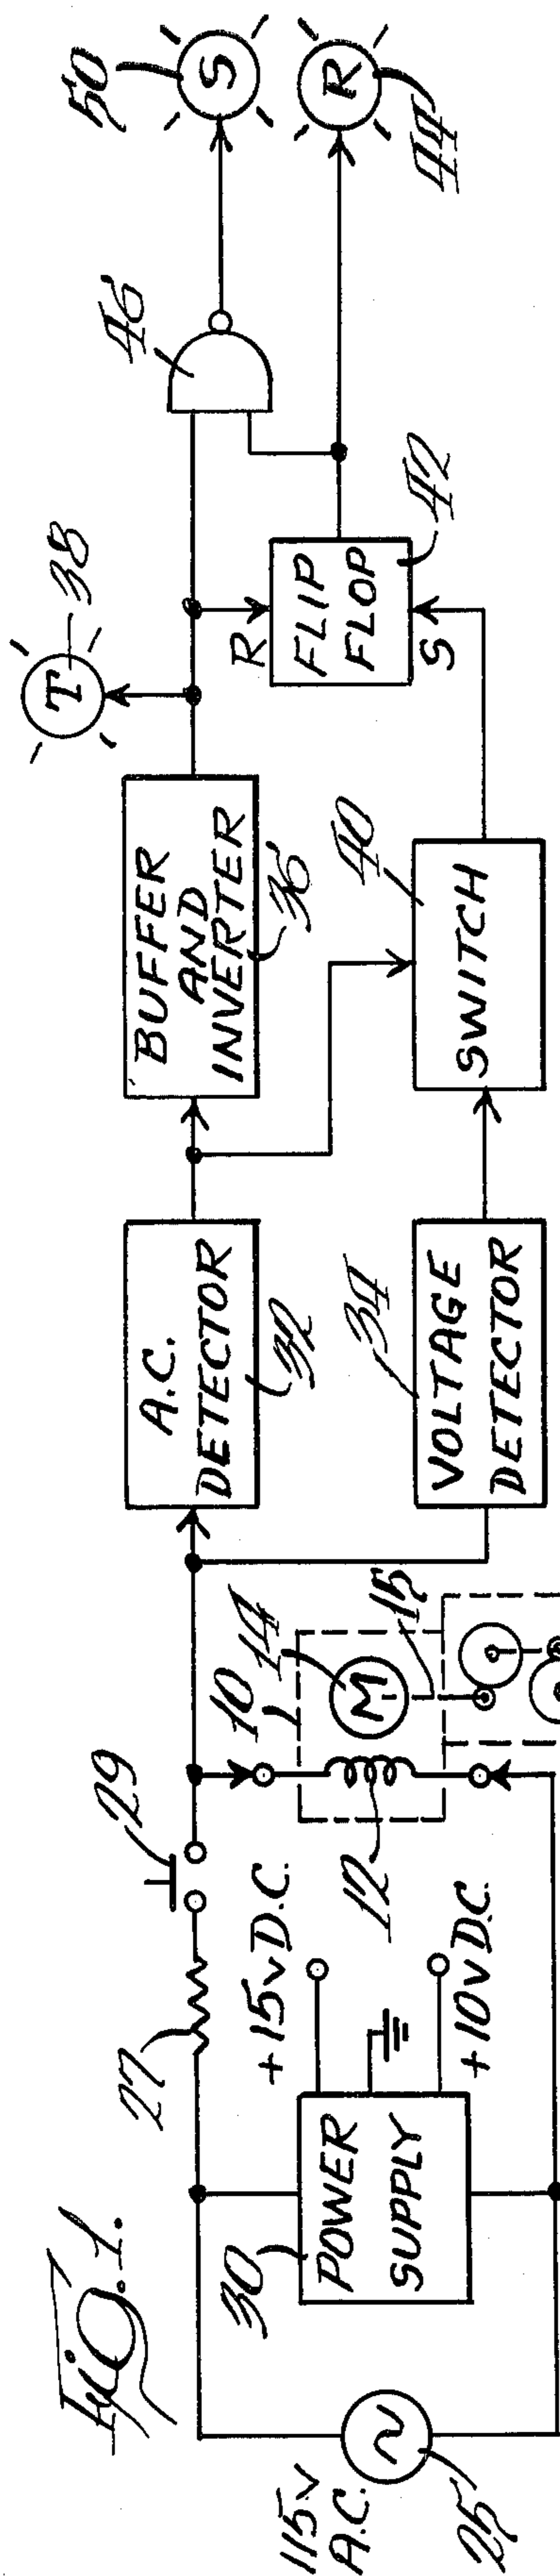 Fig. 1.
115v
A.C.
25
30
POWER
SUPPLY
27
29
+15v D.C.
+10v D.C.
12
10
14
M
15
A.C.
DETECTOR
32
34
VOLTAGE
DETECTOR
BUFFER
AND
INVERTER
36
40
SWITCH
T
38
R
FLIP
FLOP
S
42
46
50
S
R
44